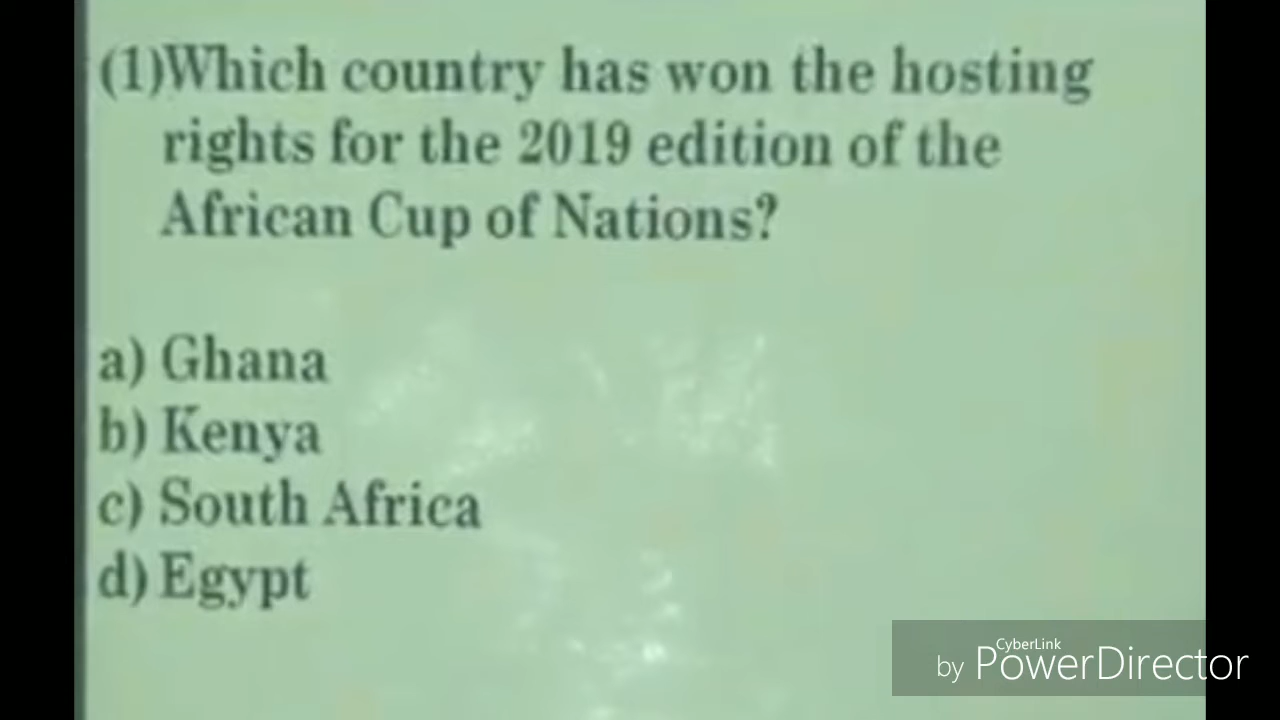 (1)Which country has won the hosting
rights for the 2019 edition of the
African Cup of Nations?
a) Ghana
b) Kenya
c) South Africa
d) Egypt
CyberLink
by PowerDirector